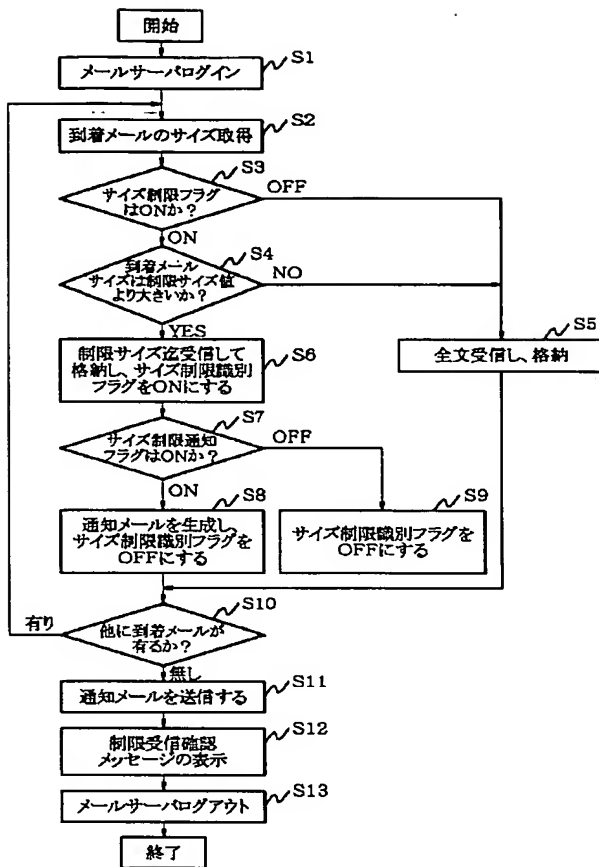 開始
メールサーバログイン
S1
到着メールのサイズ取得
S2
サイズ制限フラグ
はONか?
S3
OFF
ON
到着メール
サイズは制限サイズ値
より大きいか?
S4
NO
YES
全文受信し、格納
S5
制限サイズ迄受信して
格納し、サイズ制限識別
フラグをONにする
S6
サイズ制限通知
フラグはONか?
S7
OFF
ON
通知メールを生成し、
サイズ制限識別フラグを
OFFにする
S8
サイズ制限識別フラグを
OFFにする
S9
他に到着メールが
有るか?
S10
有り
無し
通知メールを送信する
S11
制限受信確認
メッセージの表示
S12
メールサーバログアウト
S13
終了